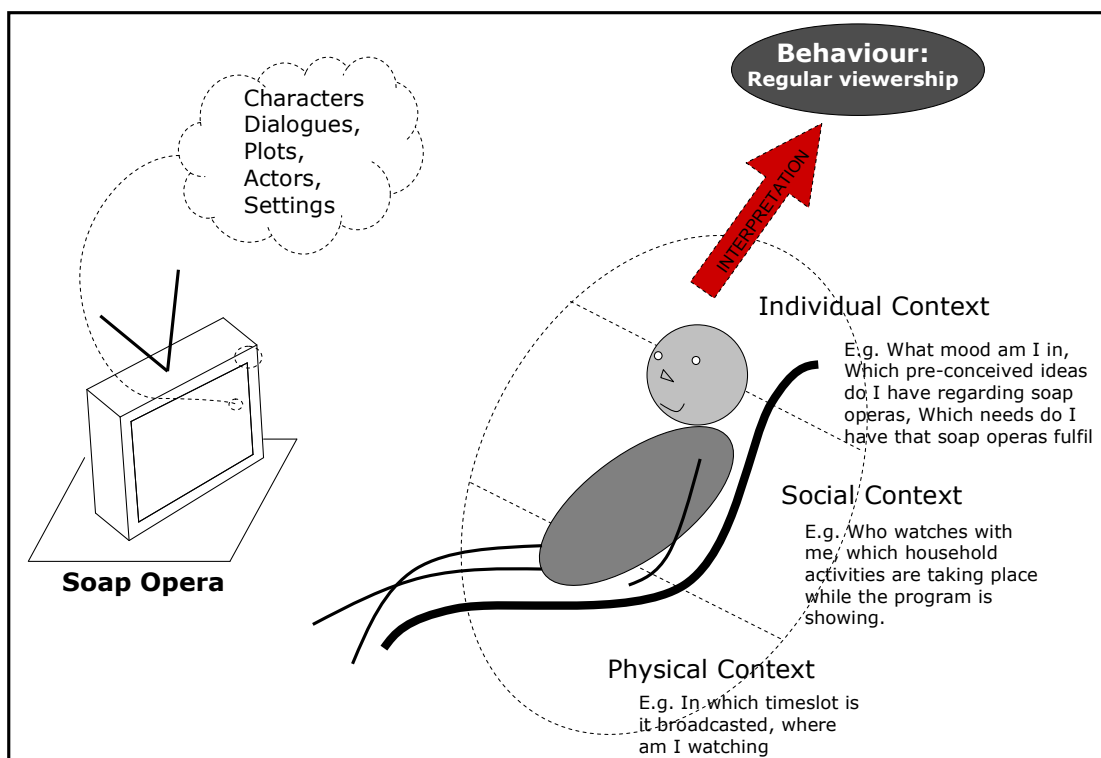 Behaviour:
Regular viewership
Characters
Dialogues,
Plots,
Actors,
Settings
INTERPRETATION
Individual Context
E.g. What mood am I in,
Which pre-conceived ideas
do I have regarding soap
operas, Which needs do I
have that soap operas fulfil
Social Context
E.g. Who watches with
me, which household
activities are taking place
while the program is
showing.
Soap Opera
Physical Context
E.g. In which timeslot is
it broadcasted, where
am I watching